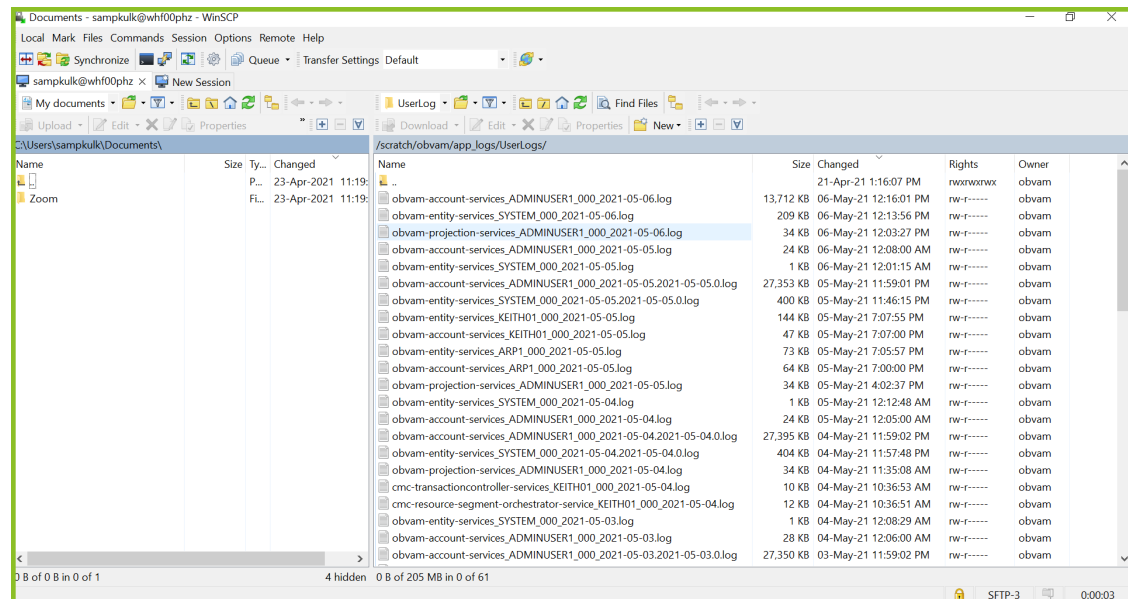 Documents - sampkulk@whf00phz - WinSCP
Local Mark Files Commands Session Options Remote Help
Synchronize Queue Transfer Settings Default
sampkulk@whf00phz New Session
My documents UserLog Find Files
Upload Edit Properties » Download Edit Properties New
C:\Users\sampkulk\Documents\ /scratch/obvam/app_logs/UserLogs/
Name Size Ty... Changed Name Size Changed Rights Owner
.. P... 23-Apr-2021 11:19: .. 21-Apr-21 1:16:07 PM rwxrwxrwx obvam
Zoom Fi... 23-Apr-2021 11:19: obvam-account-services_ADMINUSER1_000_2021-05-06.log 13,712 KB 06-May-21 12:16:01 PM rw-r----- obvam
obvam-entity-services_SYSTEM_000_2021-05-06.log 209 KB 06-May-21 12:13:56 PM rw-r----- obvam
obvam-projection-services_ADMINUSER1_000_2021-05-06.log 34 KB 06-May-21 12:03:27 PM rw-r----- obvam
obvam-account-services_ADMINUSER1_000_2021-05-05.log 24 KB 06-May-21 12:08:00 AM rw-r----- obvam
obvam-entity-services_SYSTEM_000_2021-05-05.log 1 KB 06-May-21 12:01:15 AM rw-r----- obvam
obvam-account-services_ADMINUSER1_000_2021-05-05.2021-05-05.0.log 27,353 KB 05-May-21 11:59:01 PM rw-r----- obvam
obvam-entity-services_SYSTEM_000_2021-05-05.2021-05-05.0.log 400 KB 05-May-21 11:46:15 PM rw-r----- obvam
obvam-entity-services_KEITH01_000_2021-05-05.log 144 KB 05-May-21 7:07:55 PM rw-r----- obvam
obvam-account-services_KEITH01_000_2021-05-05.log 47 KB 05-May-21 7:07:00 PM rw-r----- obvam
obvam-entity-services_ARP1_000_2021-05-05.log 73 KB 05-May-21 7:05:57 PM rw-r----- obvam
obvam-account-services_ARP1_000_2021-05-05.log 64 KB 05-May-21 7:00:00 PM rw-r----- obvam
obvam-projection-services_ADMINUSER1_000_2021-05-05.log 34 KB 05-May-21 4:02:37 PM rw-r----- obvam
obvam-entity-services_SYSTEM_000_2021-05-04.log 1 KB 05-May-21 12:12:48 AM rw-r----- obvam
obvam-account-services_ADMINUSER1_000_2021-05-04.log 24 KB 05-May-21 12:05:00 AM rw-r----- obvam
obvam-account-services_ADMINUSER1_000_2021-05-04.2021-05-04.0.log 27,395 KB 04-May-21 11:59:02 PM rw-r----- obvam
obvam-entity-services_SYSTEM_000_2021-05-04.2021-05-04.0.log 404 KB 04-May-21 11:57:48 PM rw-r----- obvam
obvam-projection-services_ADMINUSER1_000_2021-05-04.log 34 KB 04-May-21 11:35:08 AM rw-r----- obvam
cmc-transactioncontroller-services_KEITH01_000_2021-05-04.log 10 KB 04-May-21 10:36:53 AM rw-r----- obvam
cmc-resource-segment-orchestrator-service_KEITH01_000_2021-05-04.log 12 KB 04-May-21 10:36:51 AM rw-r----- obvam
obvam-entity-services_SYSTEM_000_2021-05-03.log 1 KB 04-May-21 12:08:29 AM rw-r----- obvam
obvam-account-services_ADMINUSER1_000_2021-05-03.log 28 KB 04-May-21 12:06:00 AM rw-r----- obvam
obvam-account-services_ADMINUSER1_000_2021-05-03.2021-05-03.0.log 27,350 KB 03-May-21 11:59:02 PM rw-r----- obvam
0 B of 0 B in 0 of 1 4 hidden 0 B of 205 MB in 0 of 61
SFTP-3 0:00:03